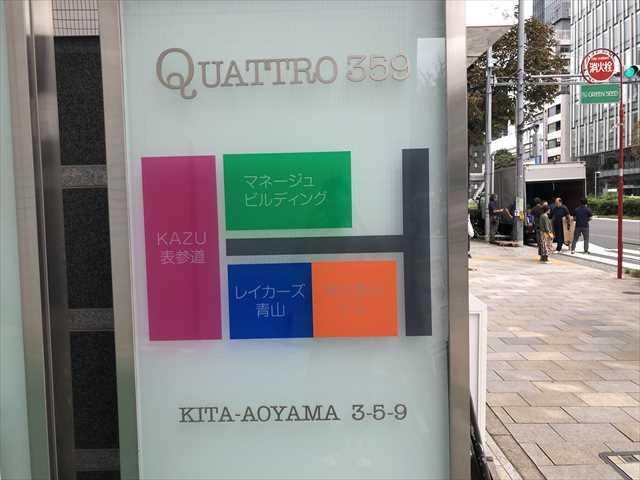 QUATTRO 359
マネージュ
ビルディング
KAZU
表参道
レイカーズ
青山
KITA-AOYAMA 3-5-9
消火栓
GREEN SEED